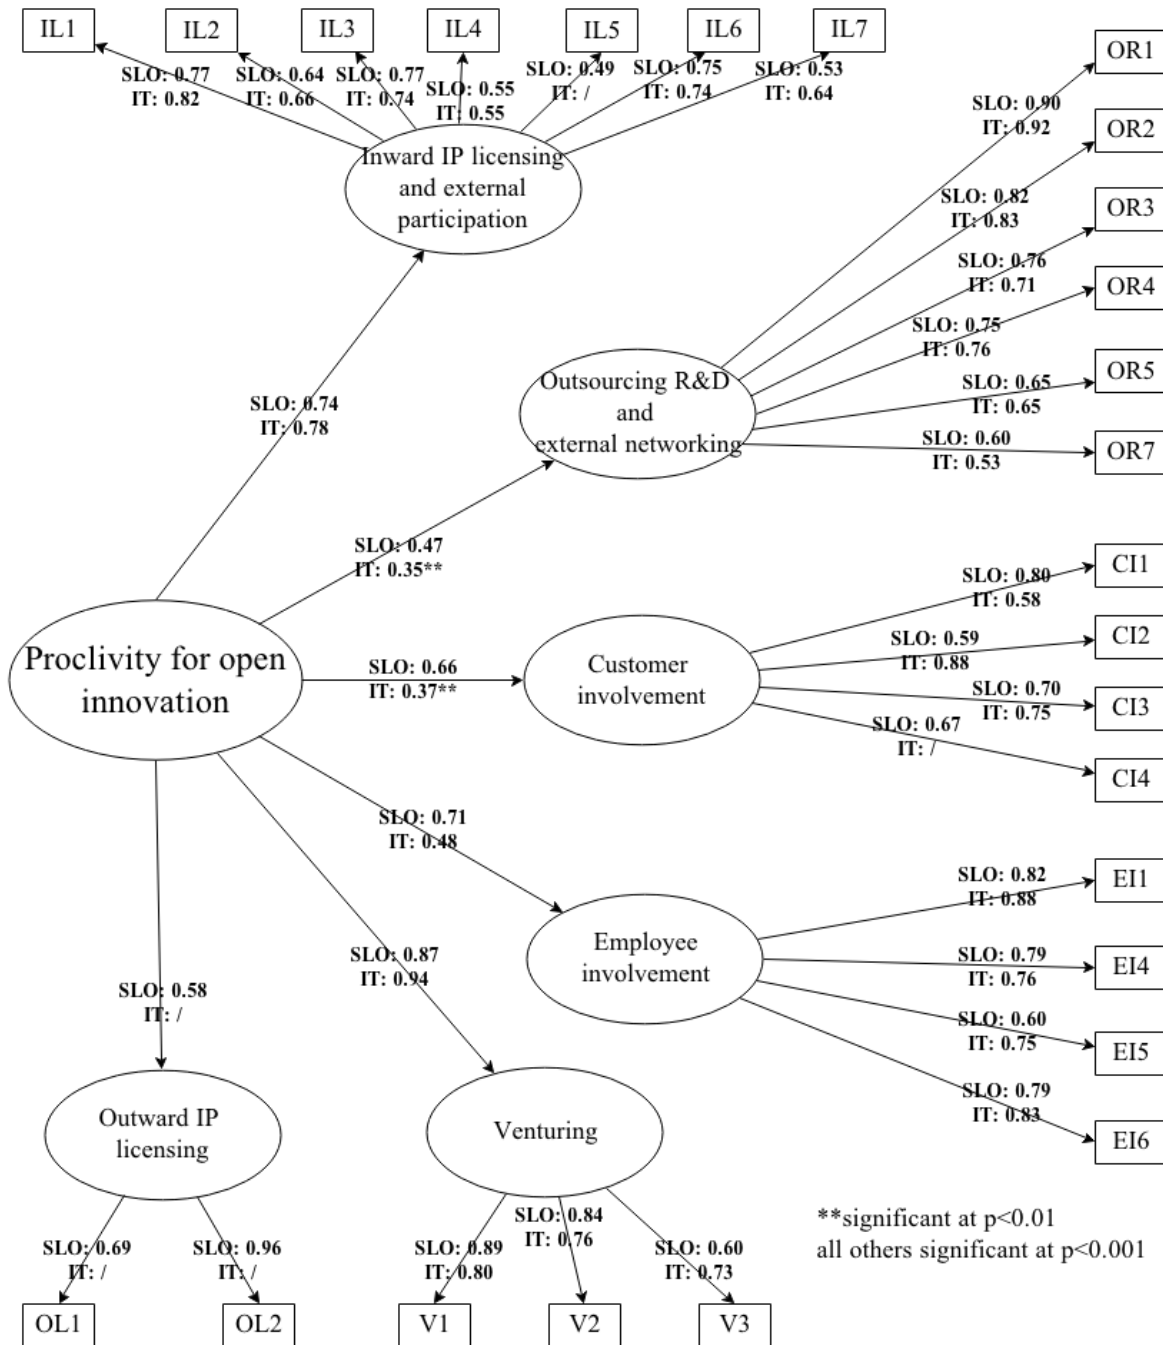 IL1
IL2
IL3
IL4
IL5
IL6
IL7
SLO: 0.77
IT: 0.82
SLO: 0.64
IT: 0.66
SLO: 0.77
IT: 0.74
SLO: 0.55
IT: 0.55
SLO: 0.49
IT: /
SLO: 0.75
IT: 0.74
SLO: 0.53
IT: 0.64
Inward IP licensing
and external
participation
OR1
OR2
OR3
OR4
OR5
OR7
SLO: 0.90
IT: 0.92
SLO: 0.82
IT: 0.83
SLO: 0.76
IT: 0.71
SLO: 0.75
IT: 0.76
SLO: 0.65
IT: 0.65
SLO: 0.60
IT: 0.53
Outsourcing R&D
and
external networking
SLO: 0.74
IT: 0.78
SLO: 0.47
IT: 0.35**
Proclivity for open
innovation
SLO: 0.66
IT: 0.37**
Customer
involvement
SLO: 0.80
IT: 0.58
SLO: 0.59
IT: 0.88
SLO: 0.70
IT: 0.75
SLO: 0.67
IT: /
CI1
CI2
CI3
CI4
SLO: 0.71
IT: 0.48
Employee
involvement
SLO: 0.82
IT: 0.88
SLO: 0.79
IT: 0.76
SLO: 0.60
IT: 0.75
SLO: 0.79
IT: 0.83
EI1
EI4
EI5
EI6
SLO: 0.87
IT: 0.94
SLO: 0.58
IT: /
Outward IP
licensing
Venturing
SLO: 0.69
IT: /
SLO: 0.96
IT: /
SLO: 0.89
IT: 0.80
SLO: 0.84
IT: 0.76
SLO: 0.60
IT: 0.73
OL1
OL2
V1
V2
V3
**significant at p<0.01
all others significant at p<0.001